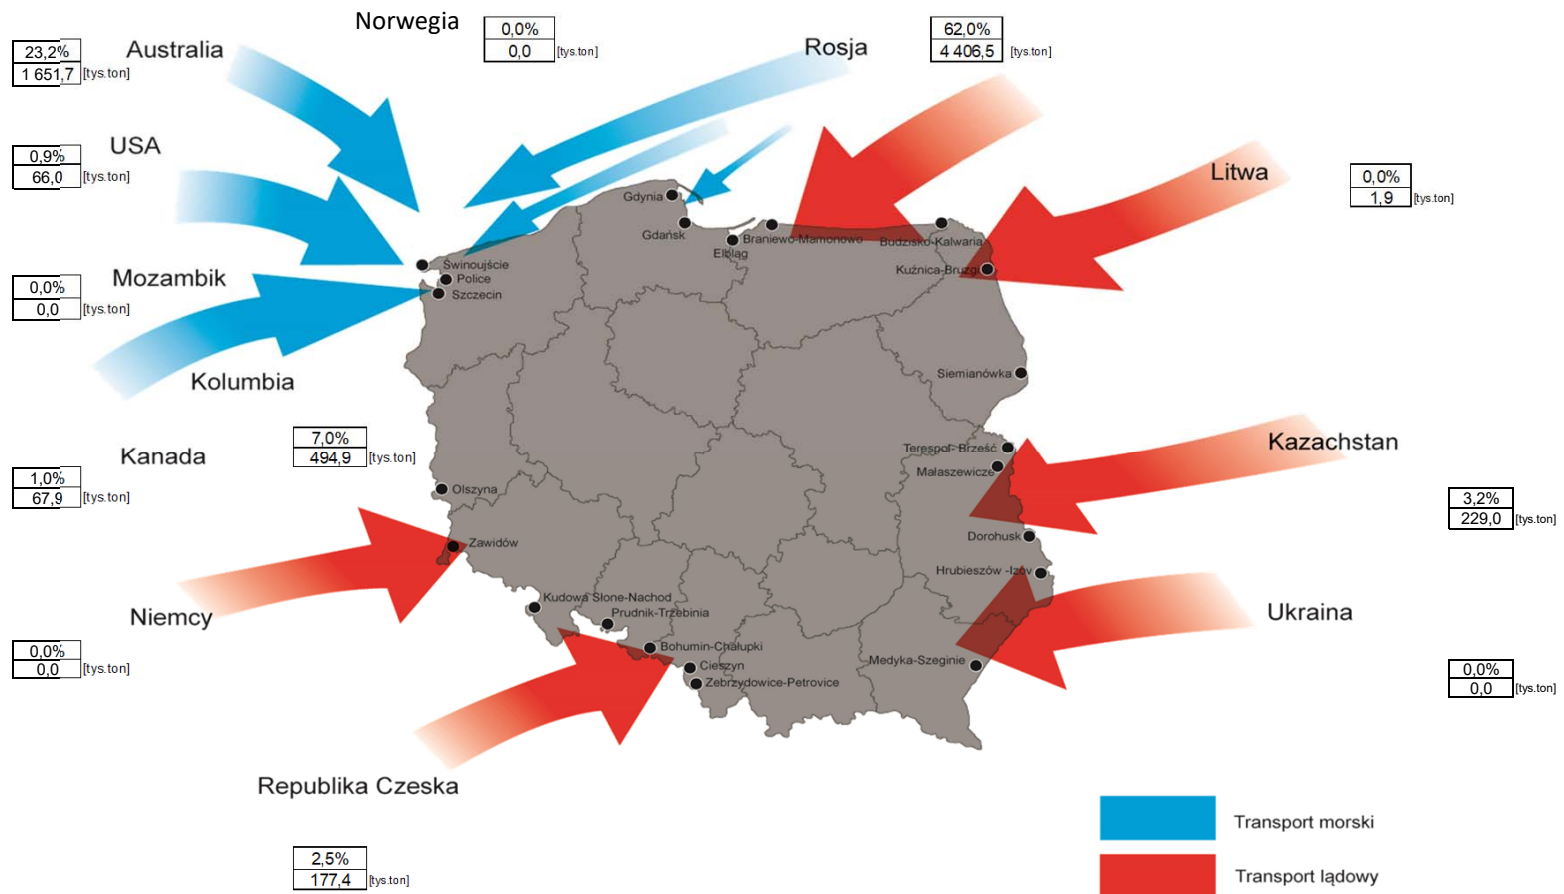 Norwegia
0,0%
0,0 [tys.ton]
Rosja
62,0%
4 406,5 [tys.ton]
Australia
23,2%
1 651,7 [tys.ton]
USA
0,9%
66,0 [tys.ton]
Litwa
0,0%
1,9 [tys.ton]
Mozambik
0,0%
0,0 [tys.ton]
Kolumbia
7,0%
494,9 [tys.ton]
Kanada
1,0%
67,9 [tys.ton]
Kazachstan
3,2%
229,0 [tys.ton]
Niemcy
0,0%
0,0 [tys.ton]
Ukraina
0,0%
0,0 [tys.ton]
Republika Czeska
2,5%
177,4 [tys.ton]
Gdynia
Gdańsk
Elbląg
Braniewo-Mamonowo
Budzisko-Kalwaria
Kuźnica-Bruzgi
Świnoujście
Police
Szczecin
Siemianówka
Terespol- Brześć
Małaszewicze
Olszyna
Zawidów
Dorohusk
Hrubieszów -Izov
Kudowa Słone-Nachod
Prudnik-Trzebinia
Bohumin-Chałupki
Cieszyn
Zebrzydowice-Petrovice
Medyka-Szeginie
Transport morski
Transport lądowy